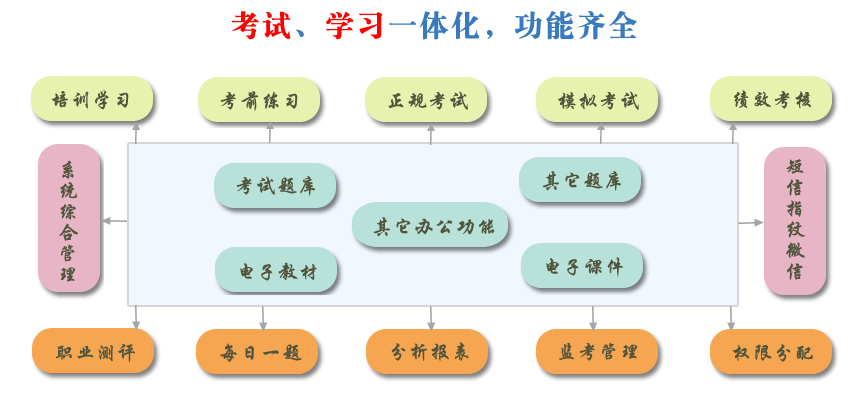 考试、学习一体化，功能齐全
培训学习
考前练习
正规考试
模拟考试
绩效考核
系统综合管理
考试题库
其它题库
其它办公功能
电子教材
电子课件
短信指纹微信
职业测评
每日一题
分析报表
监考管理
权限分配